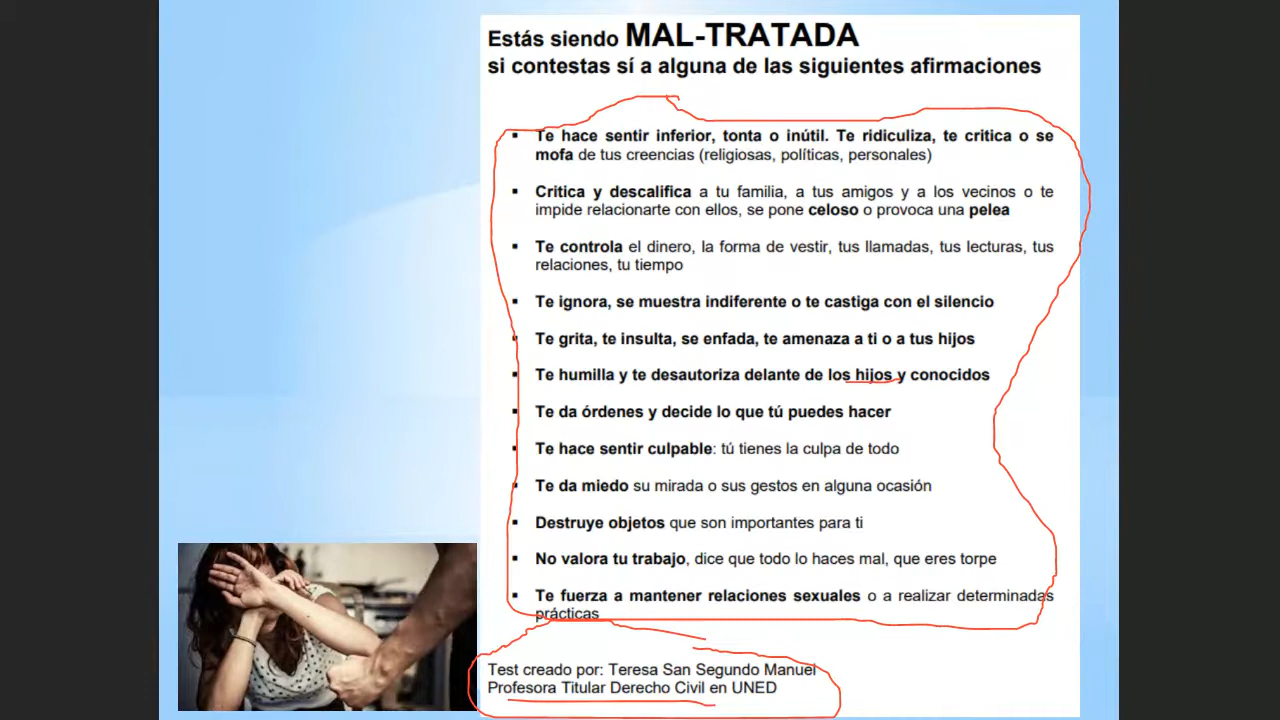 Estás siendo MAL-TRATADA
si contestas sí a alguna de las siguientes afirmaciones
▪ Te hace sentir inferior, tonta o inútil. Te ridiculiza, te critica o se
mofa de tus creencias (religiosas, políticas, personales)
▪ Critica y descalifica a tu familia, a tus amigos y a los vecinos o te
impide relacionarte con ellos, se pone celoso o provoca una pelea
▪ Te controla el dinero, la forma de vestir, tus llamadas, tus lecturas, tus
relaciones, tu tiempo
▪ Te ignora, se muestra indiferente o te castiga con el silencio
▪ Te grita, te insulta, se enfada, te amenaza a ti o a tus hijos
▪ Te humilla y te desautoriza delante de los hijos y conocidos
▪ Te da órdenes y decide lo que tú puedes hacer
▪ Te hace sentir culpable: tú tienes la culpa de todo
▪ Te da miedo su mirada o sus gestos en alguna ocasión
▪ Destruye objetos que son importantes para ti
▪ No valora tu trabajo, dice que todo lo haces mal, que eres torpe
▪ Te fuerza a mantener relaciones sexuales o a realizar determinadas
prácticas
Test creado por: Teresa San Segundo Manuel
Profesora Titular Derecho Civil en UNED